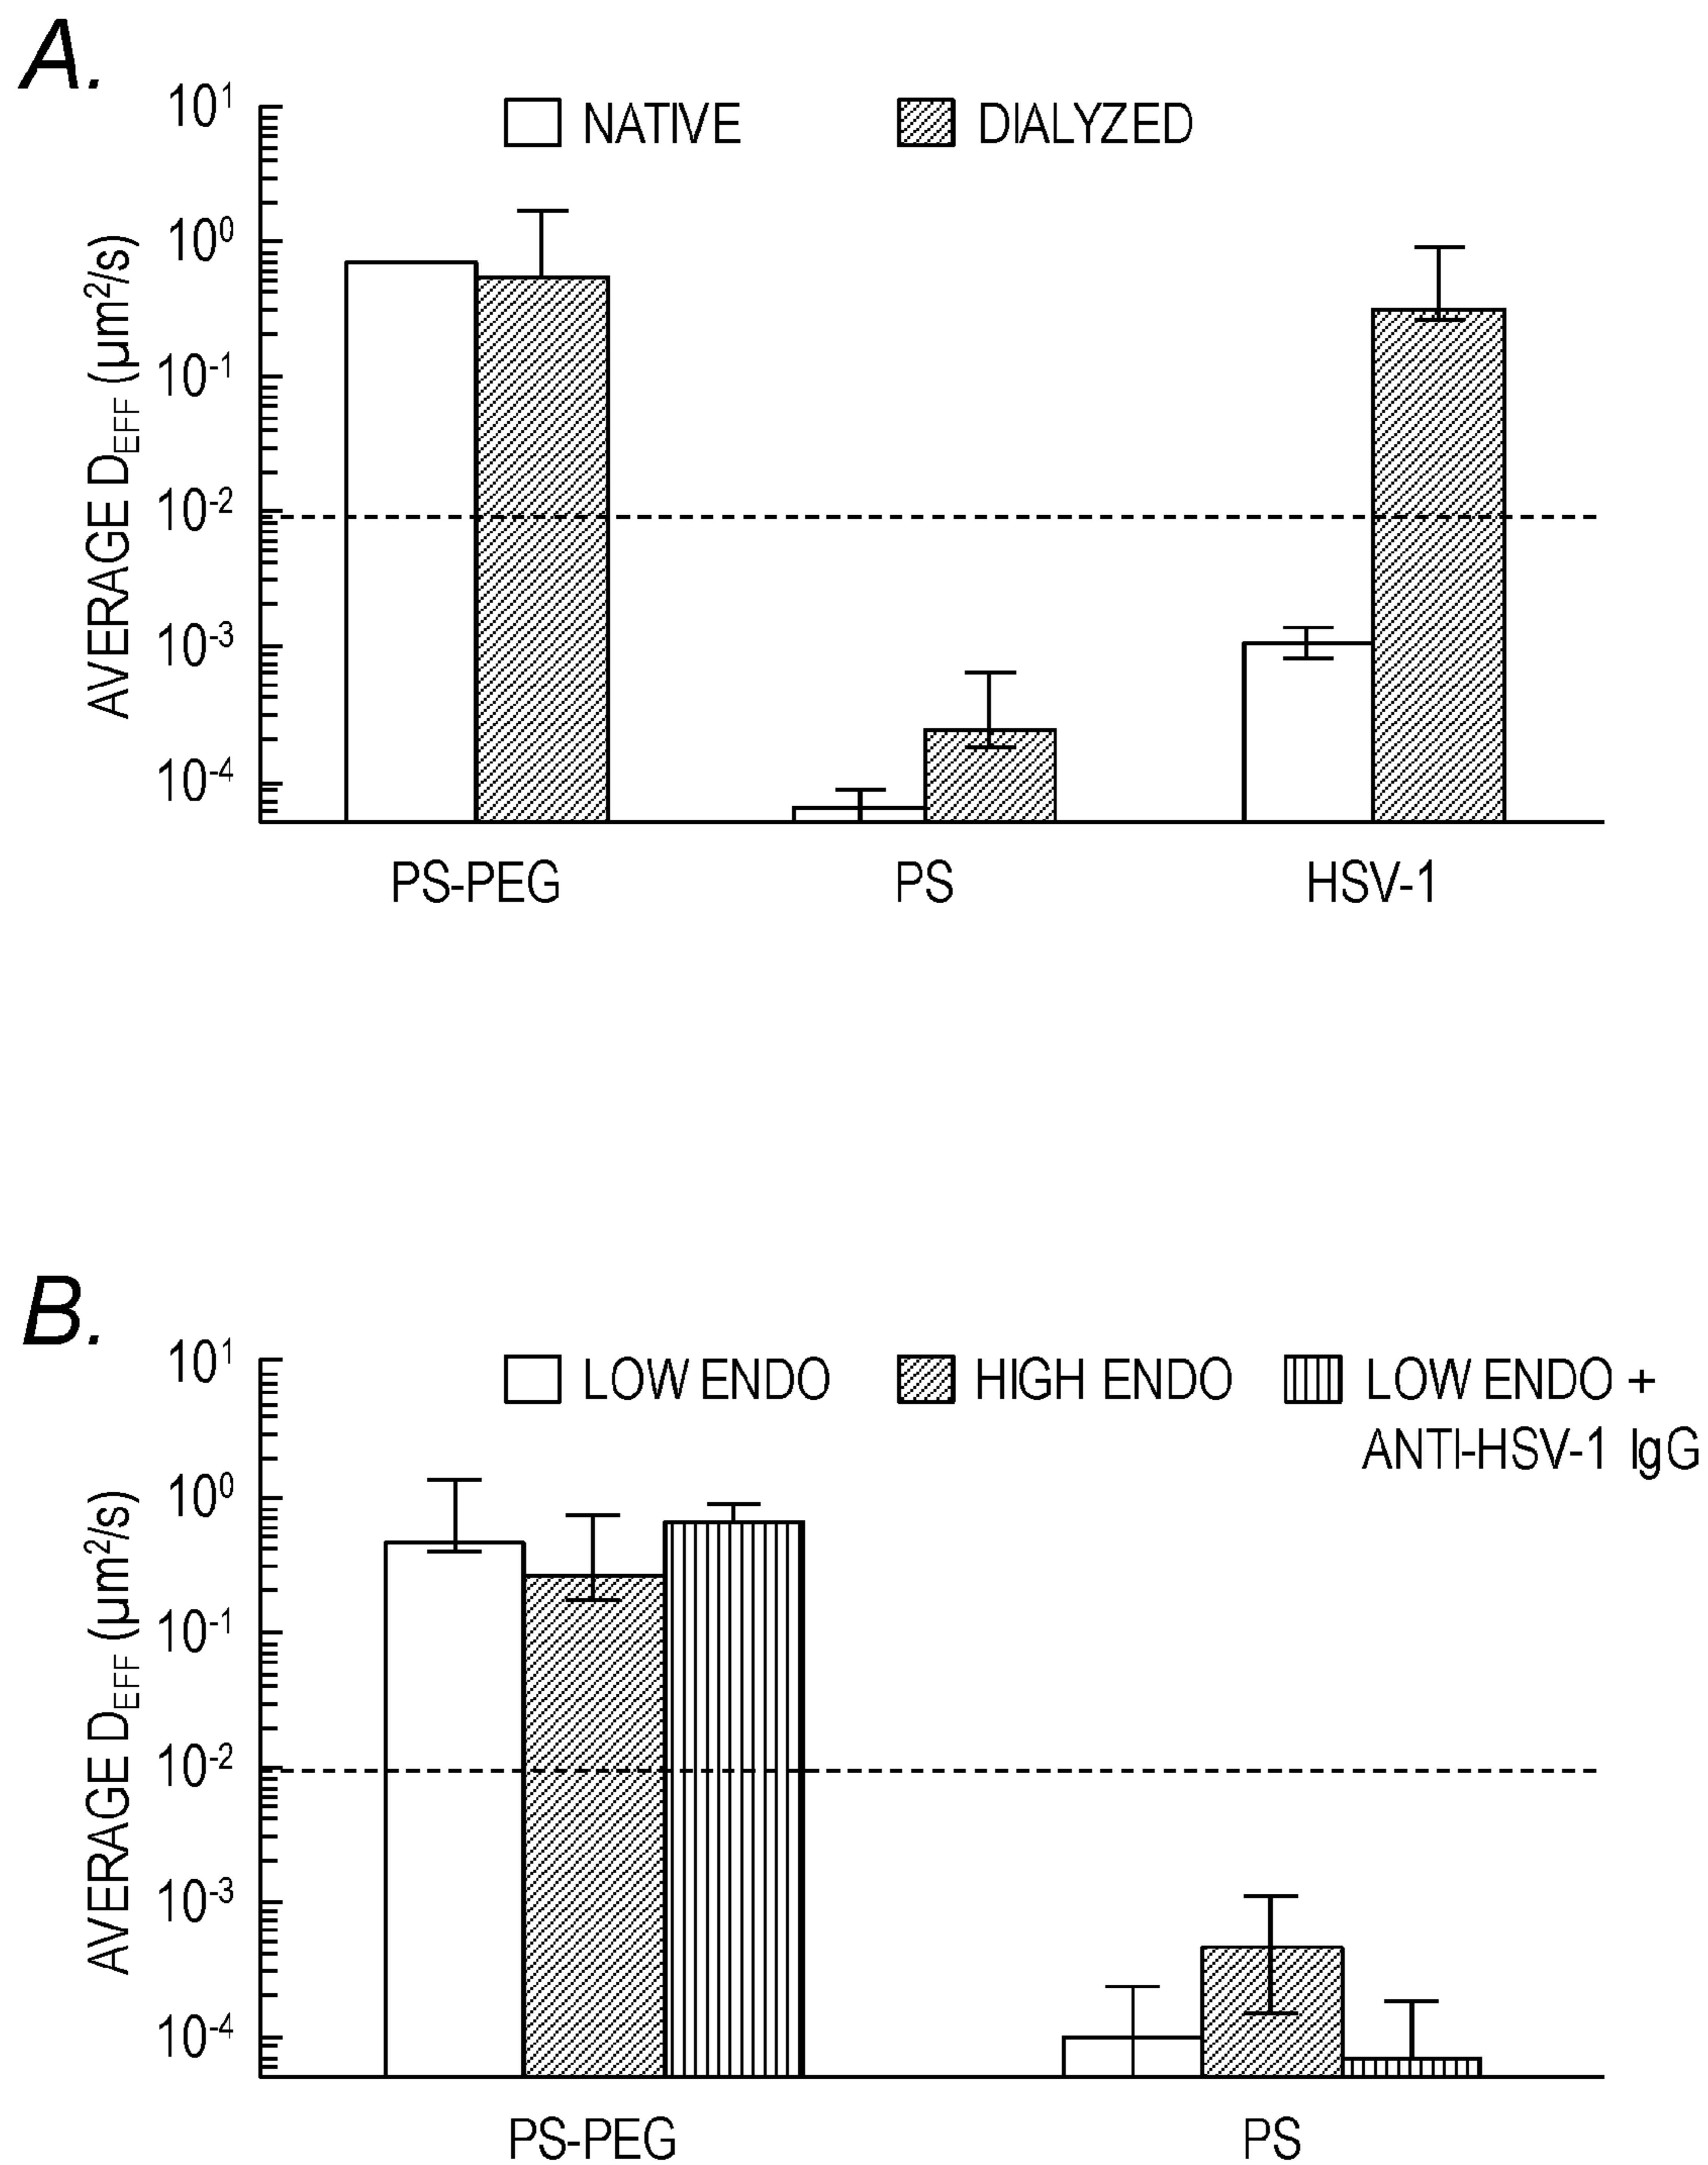 A.
NATIVE DIALYZED
10¹
10⁰
10⁻¹
10⁻²
10⁻³
10⁻⁴
AVERAGE D_EFF (µm²/s)
PS-PEG PS HSV-1
B.
LOW ENDO HIGH ENDO LOW ENDO +
ANTI-HSV-1 IgG
10¹
10⁰
10⁻¹
10⁻²
10⁻³
10⁻⁴
AVERAGE D_EFF (µm²/s)
PS-PEG PS